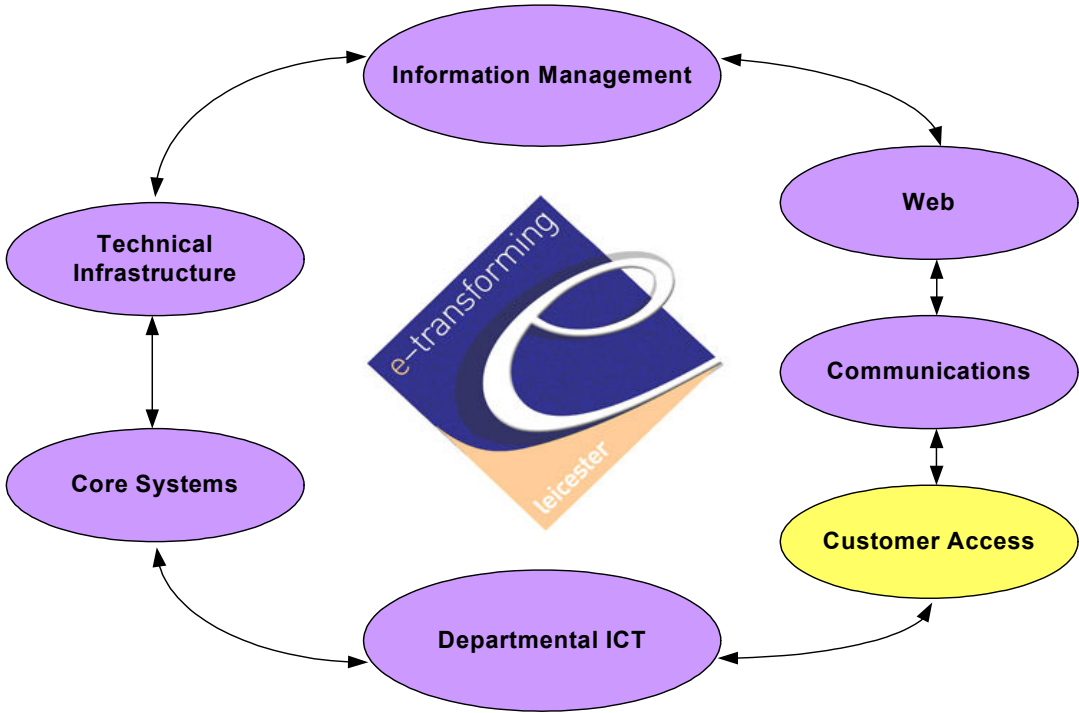 Information Management
Web
Technical
Infrastructure
e-transforming
Communications
Core Systems
leicester
Customer Access
Departmental ICT